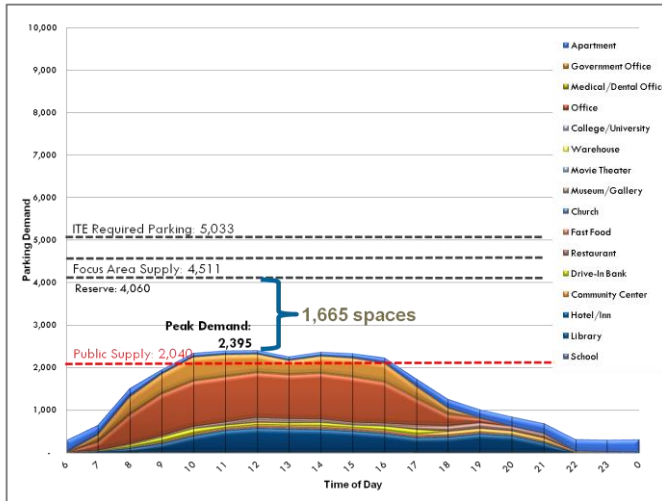 10,000
9,000
8,000
7,000
6,000
5,000
4,000
3,000
2,000
1,000
-
Parking Demand
ITE Required Parking: 5,033
Focus Area Supply: 4,511
Reserve: 4,060
1,665 spaces
Peak Demand:
2,395
Public Supply: 2,040
6 7 8 9 10 11 12 13 14 15 16 17 18 19 20 21 22 23 0
Time of Day
Apartment
Government Office
Medical/Dental Office
Office
College/University
Warehouse
Movie Theater
Museum/Gallery
Church
Fast Food
Restaurant
Drive-In Bank
Community Center
Hotel/Inn
Library
School